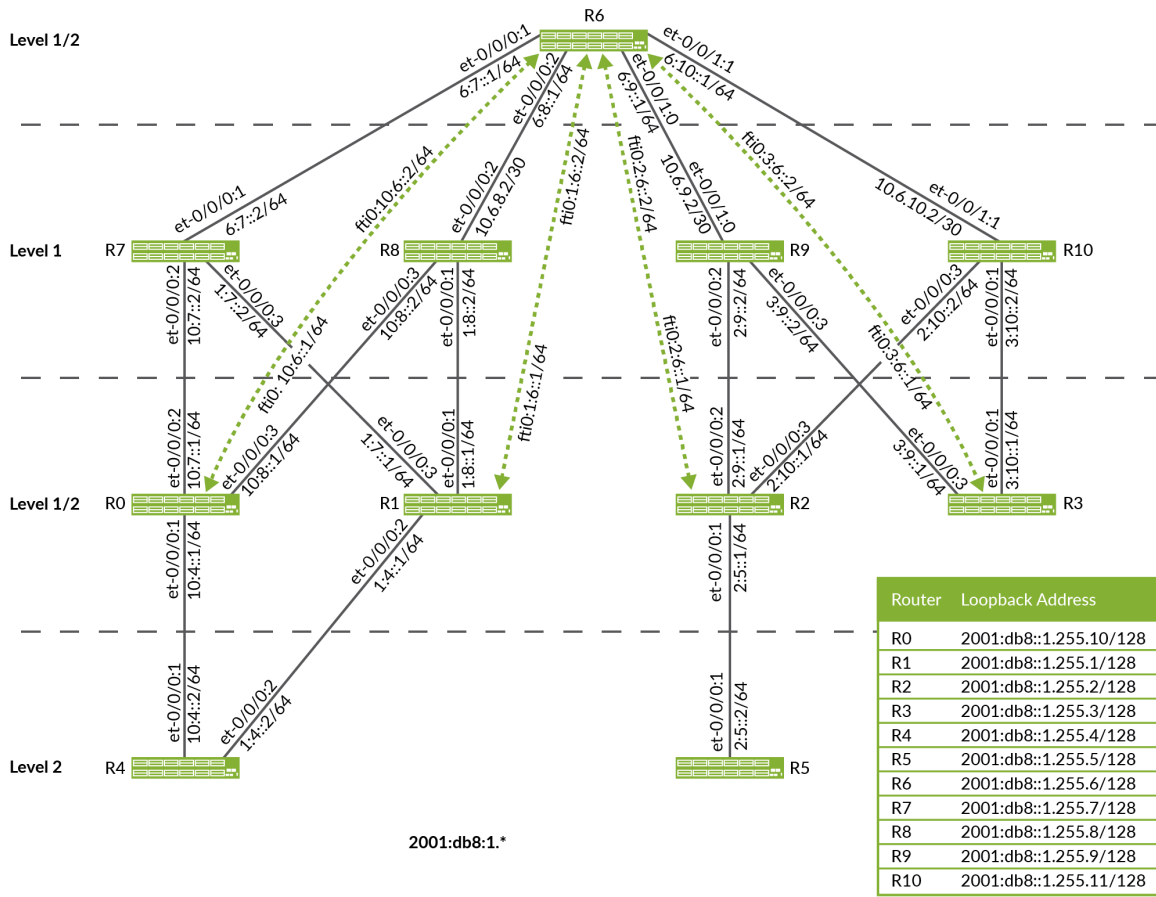 R6
Level 1/2
et-0/0/0:1
6:7::1/64
et-0/0/0:2
6:8::1/64
et-0/0/1:0
6:9::1/64
et-0/0/1:1
6:10::1/64
fti0:10:6::2/64
fti0:1:6::2/64
fti0:2:6::2/64
fti0:3:6::2/64
et-0/0/0:1
6:7::2/64
et-0/0/0:2
10.6.8.2/30
et-0/0/1:0
10.6.9.2/30
et-0/0/1:1
10.6.10.2/30
Level 1
R7
R8
R9
R10
et-0/0/0:2
10:7::2/64
et-0/0/0:3
1:7::2/64
et-0/0/0:3
10:8::2/64
et-0/0/0:1
1:8::2/64
et-0/0/0:2
2:9::2/64
et-0/0/0:3
3:9::2/64
et-0/0/0:3
2:10::2/64
et-0/0/0:1
3:10::2/64
fti0: 10:6::1/64
fti0:1:6::1/64
fti0:2:6::1/64
fti0:3:6::1/64
et-0/0/0:2
10:7::1/64
et-0/0/0:3
10:8::1/64
et-0/0/0:3
1:7::1/64
et-0/0/0:1
1:8::1/64
et-0/0/0:2
2:9::1/64
et-0/0/0:3
2:10::1/64
et-0/0/0:3
3:9::1/64
et-0/0/0:1
3:10::1/64
Level 1/2
R0
R1
R2
R3
et-0/0/0:1
10:4::1/64
et-0/0/0:2
1:4::1/64
et-0/0/0:1
2:5::1/64
et-0/0/0:1
10:4::2/64
et-0/0/0:2
1:4::2/64
et-0/0/0:1
2:5::2/64
Level 2
R4
R5
2001:db8:1.*
Router Loopback Address
R0 2001:db8::1.255.10/128
R1 2001:db8::1.255.1/128
R2 2001:db8::1.255.2/128
R3 2001:db8::1.255.3/128
R4 2001:db8::1.255.4/128
R5 2001:db8::1.255.5/128
R6 2001:db8::1.255.6/128
R7 2001:db8::1.255.7/128
R8 2001:db8::1.255.8/128
R9 2001:db8::1.255.9/128
R10 2001:db8::1.255.11/128